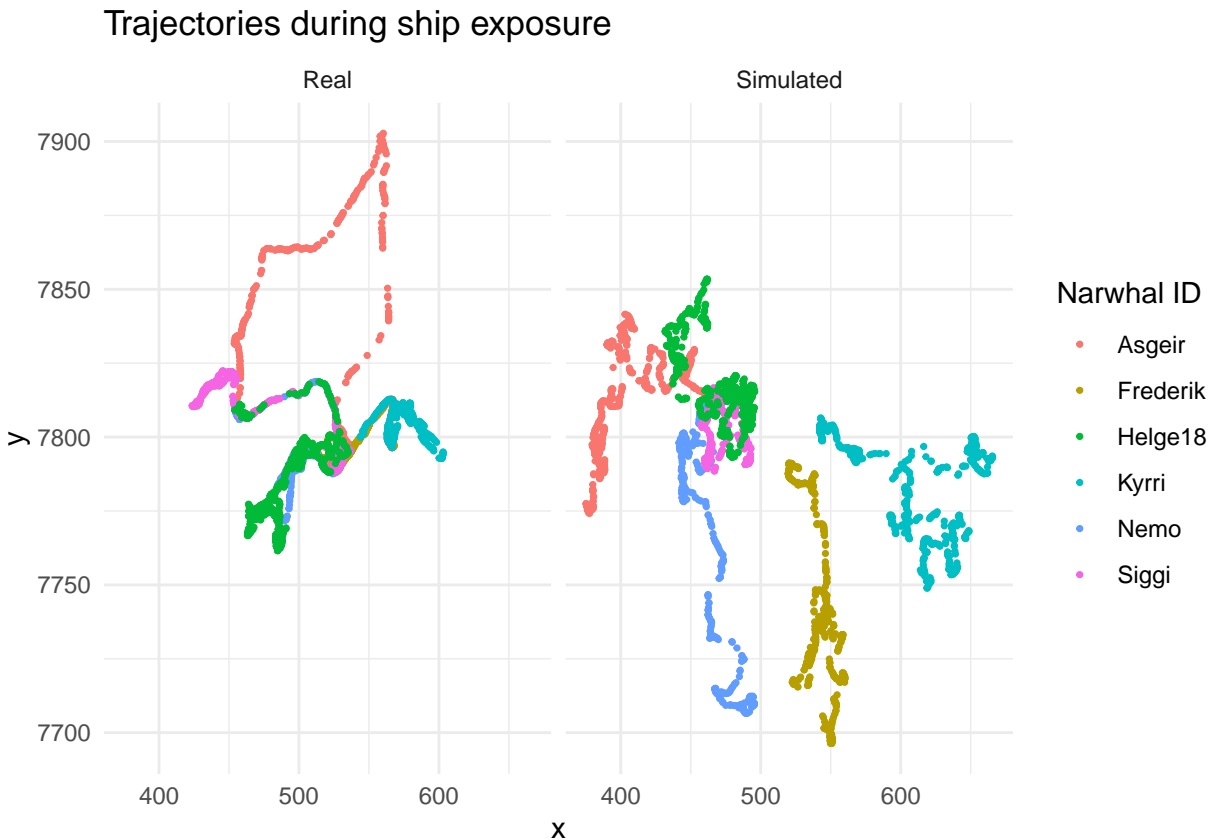 Trajectories during ship exposure
Real
Simulated
7900
7850
7800
7750
7700
y
400
500
600
400
500
600
x
Narwhal ID
Asgeir
Frederik
Helge18
Kyrri
Nemo
Siggi